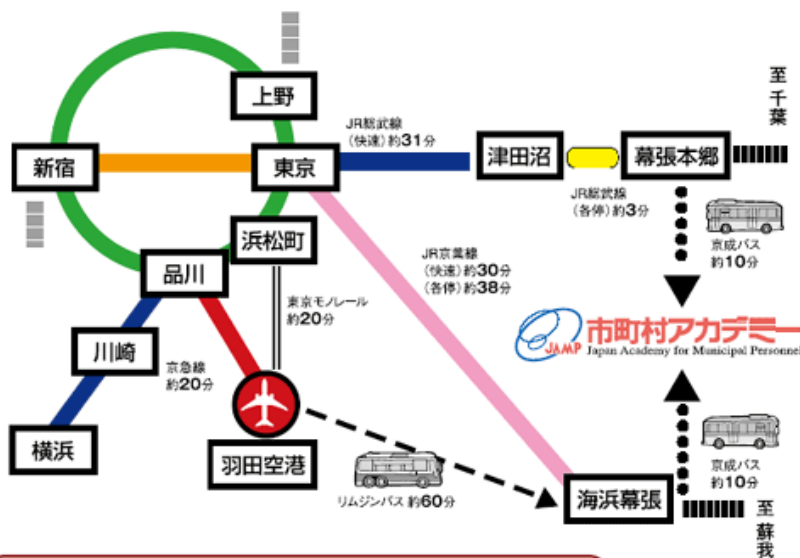 上野
至千葉
JR総武線
(快速)約31分
新宿
東京
津田沼
幕張本郷
JR総武線
(各停)約3分
浜松町
京成バス
約10分
品川
JR京葉線
(快速)約30分
(各停)約38分
東京モノレール
約20分
市町村アカデミー
JAMP
Japan Academy for Municipal Personnel
川崎
京急線
約20分
横浜
羽田空港
京成バス
約10分
リムジンバス 約60分
海浜幕張
至蘇我